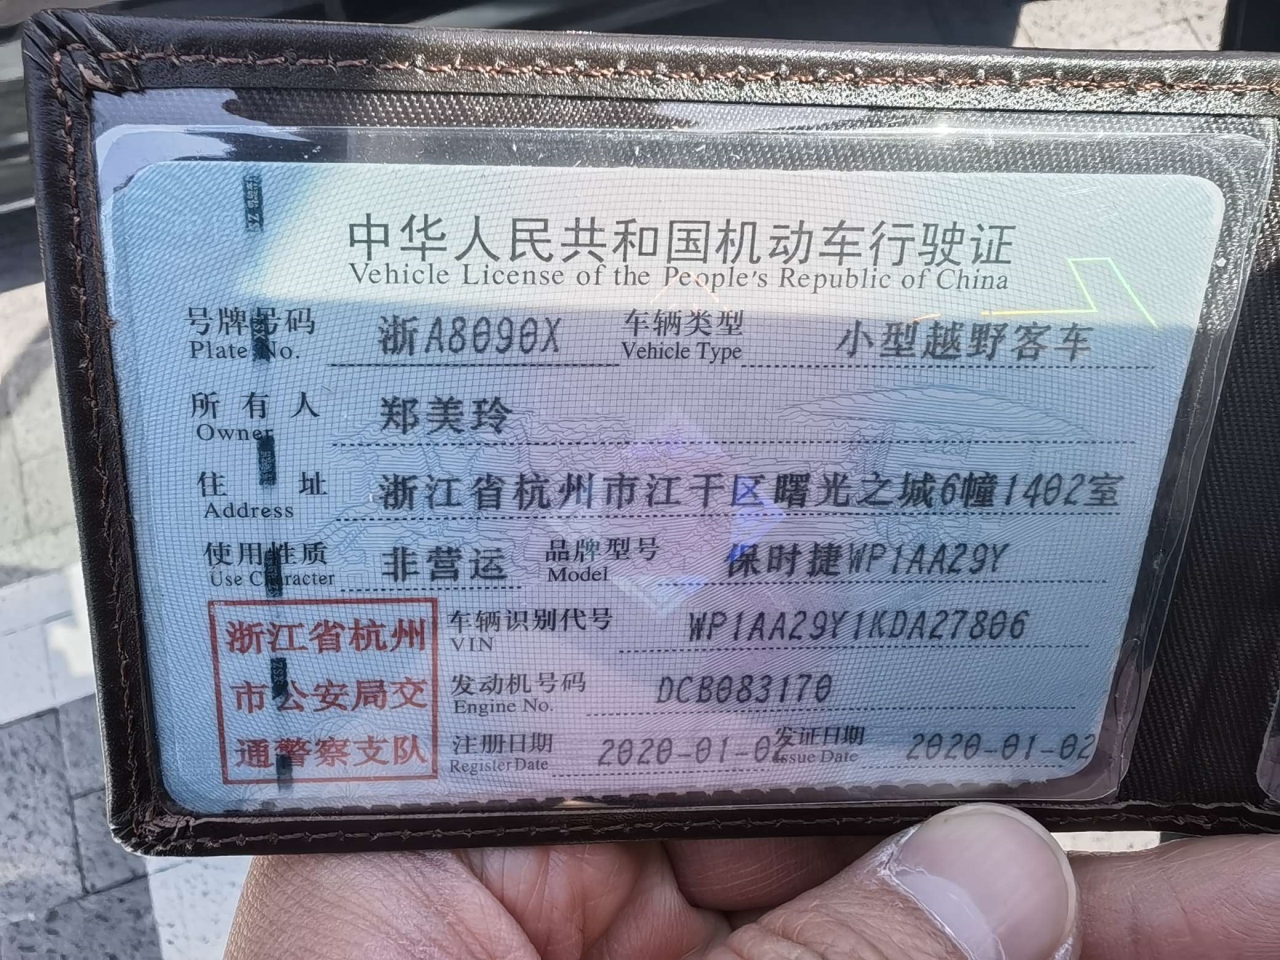 中华人民共和国机动车行驶证
Vehicle License of the People's Republic of China
号牌号码 浙A8090X 车辆类型 小型越野客车
Plate No. Vehicle Type
所有人 郑美玲
Owner
住址 浙江省杭州市江干区曙光之城6幢1402室
Address
使用性质 非营运 品牌型号 保时捷WP1AA29Y
Use Character Model
浙江省杭州
市公安局交
通警察支队
车辆识别代号 WP1AA29Y1KDA27806
VIN
发动机号码 DCB083170
Engine No.
注册日期 2020-01-02 发证日期 2020-01-02
Register Date Issue Date